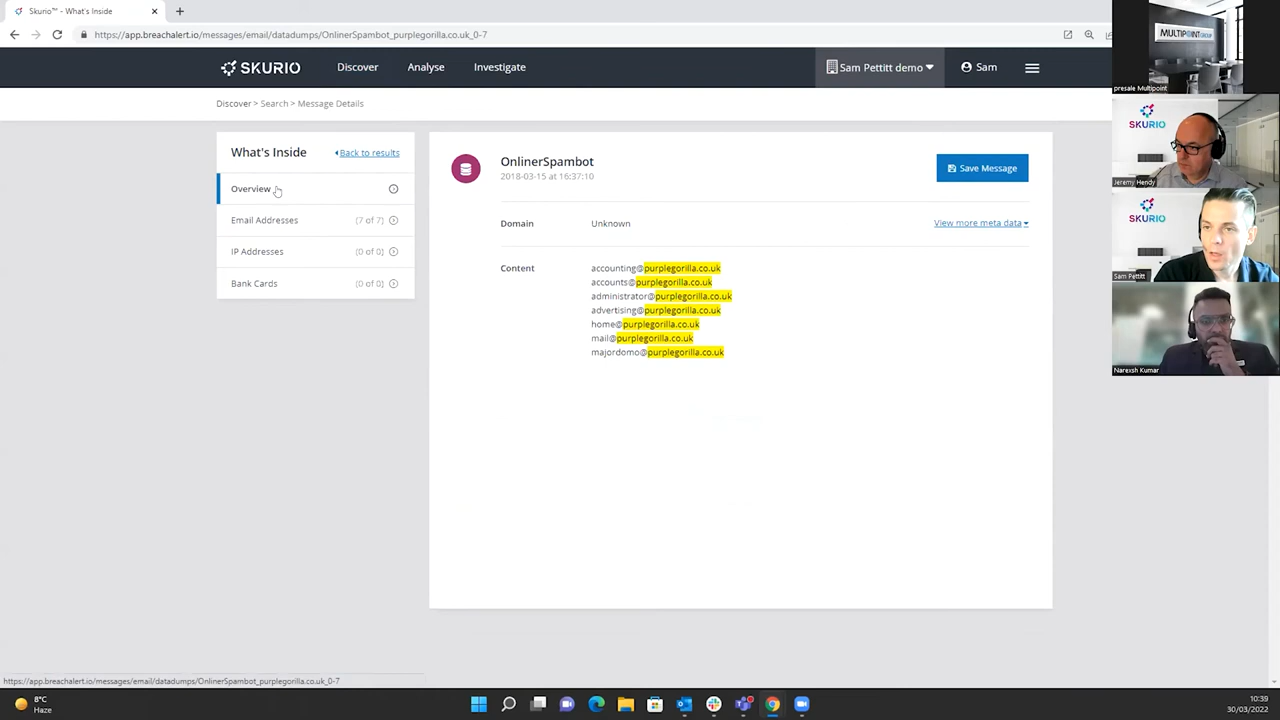 Skurio™ - What's Inside
https://app.breachalert.io/messages/email/datadumps/OnlinerSpambot_purplegorilla.co.uk_0-7
SKURIO
Discover
Analyse
Investigate
Sam Pettitt demo
Sam
Discover > Search > Message Details
What's Inside
Back to results
Overview
Email Addresses (7 of 7)
IP Addresses (0 of 0)
Bank Cards (0 of 0)
OnlinerSpambot
2018-03-15 at 16:37:10
Save Message
Domain Unknown
View more meta data
Content
accounting@purplegorilla.co.uk
accounts@purplegorilla.co.uk
administrator@purplegorilla.co.uk
advertising@purplegorilla.co.uk
home@purplegorilla.co.uk
mail@purplegorilla.co.uk
majordomo@purplegorilla.co.uk
MULTIPOINT GROUP
presale Multipoint
SKURIO
Jeremy Hendy
SKURIO
Sam Pettitt
Narexsh Kumar
https://app.breachalert.io/messages/email/datadumps/OnlinerSpambot_purplegorilla.co.uk_0-7
8°C
Haze
10:39
30/03/2022